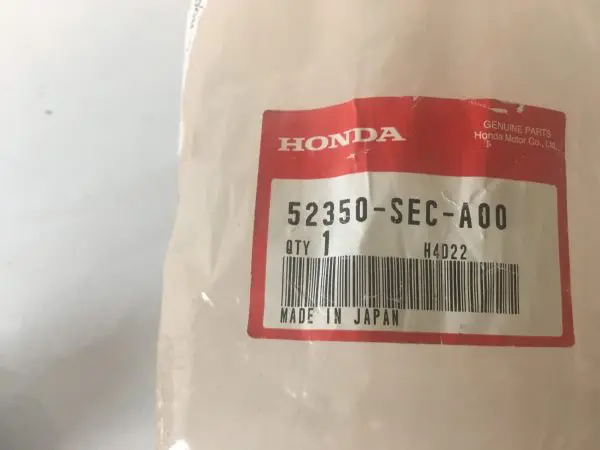 HONDA
GENUINE PARTS
Honda Motor Co., Ltd.
52350-SEC-A00
QTY 1 H4D22
MADE IN JAPAN